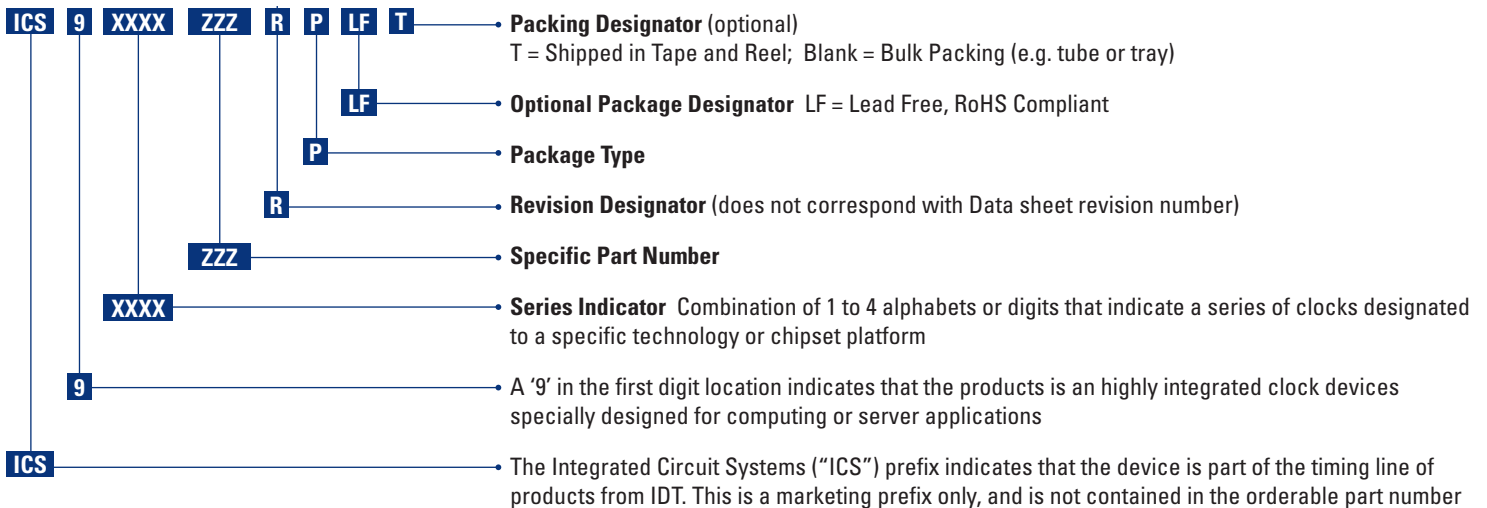 ICS 9 XXXX ZZZ R P LF T Packing Designator (optional)
T = Shipped in Tape and Reel; Blank = Bulk Packing (e.g. tube or tray)
LF Optional Package Designator LF = Lead Free, RoHS Compliant
P Package Type
R Revision Designator (does not correspond with Data sheet revision number)
ZZZ Specific Part Number
XXXX Series Indicator Combination of 1 to 4 alphabets or digits that indicate a series of clocks designated
to a specific technology or chipset platform
9 A ‘9’ in the first digit location indicates that the products is an highly integrated clock devices
specially designed for computing or server applications
ICS The Integrated Circuit Systems (“ICS”) prefix indicates that the device is part of the timing line of
products from IDT. This is a marketing prefix only, and is not contained in the orderable part number